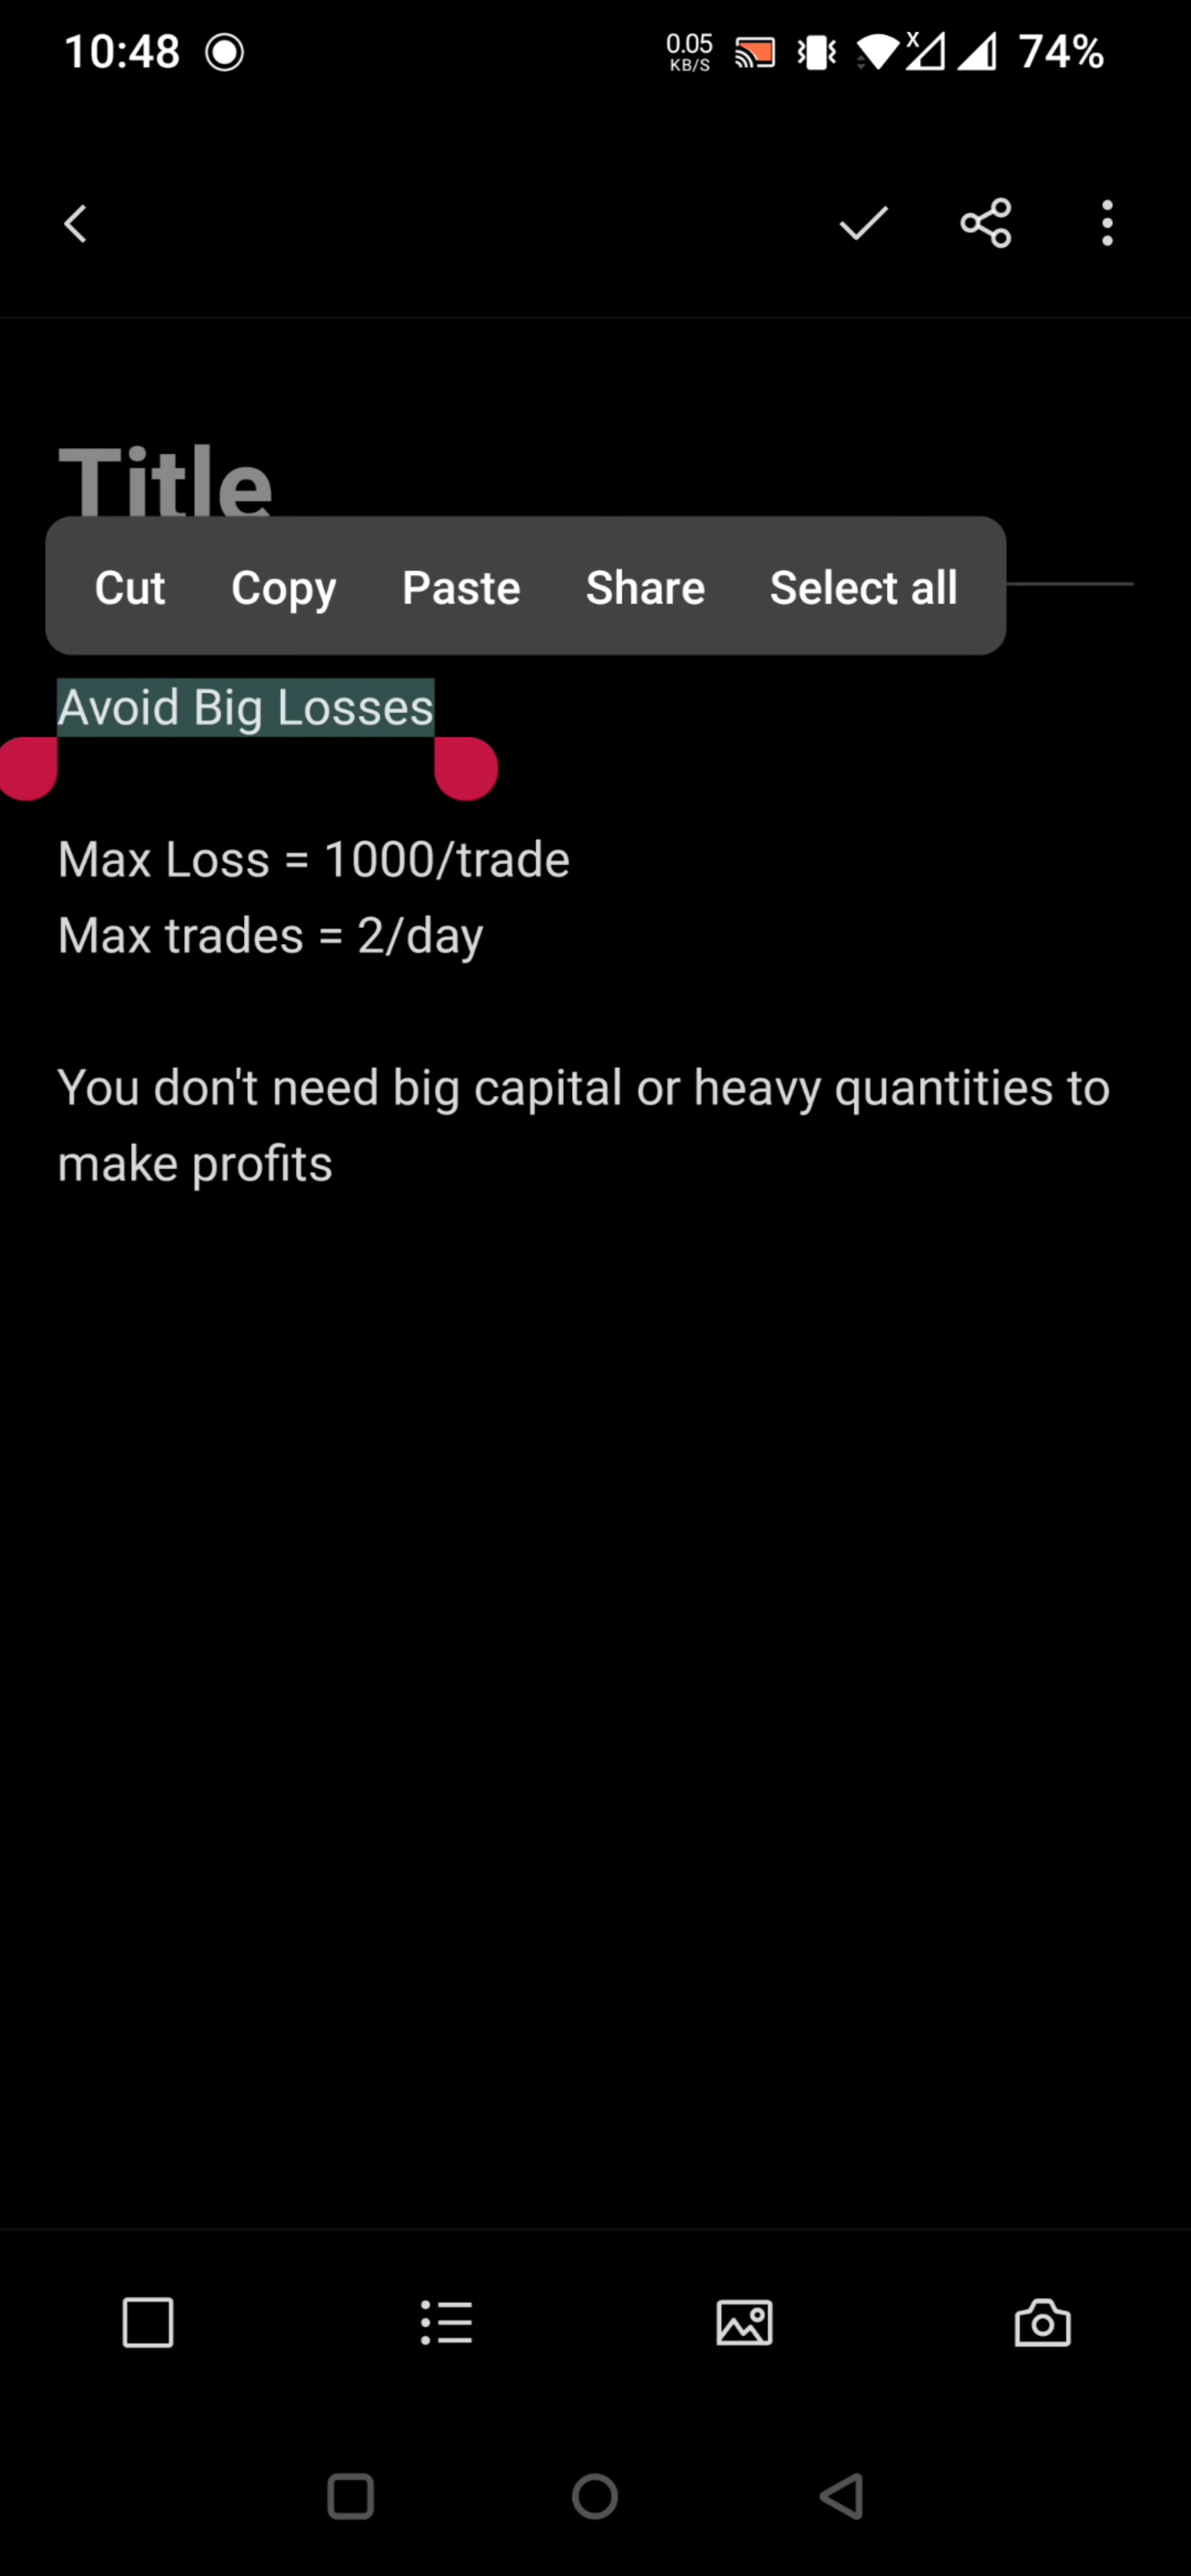 10:48
0.05
KB/S
X
74%
Title
Cut Copy Paste Share Select all
Avoid Big Losses
Max Loss = 1000/trade
Max trades = 2/day
You don't need big capital or heavy quantities to
make profits